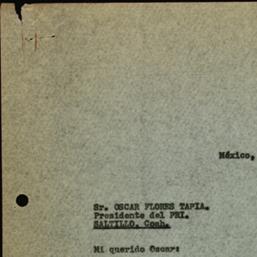 México,
Sr. OSCAR FLORES TAPIA.
Presidente del PRI.
SALTILLO. Coah.
Mi querido Oscar: